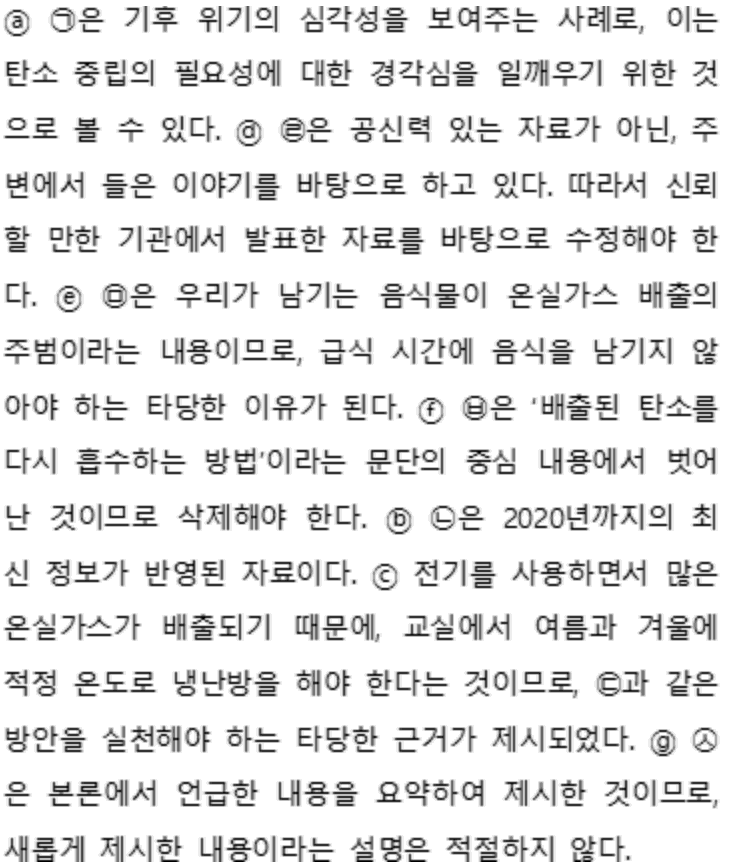 ⓐ ㉠은 기후 위기의 심각성을 보여주는 사례로, 이는
탄소 중립의 필요성에 대한 경각심을 일깨우기 위한 것
으로 볼 수 있다. ⓓ ㉣은 공신력 있는 자료가 아닌, 주
변에서 들은 이야기를 바탕으로 하고 있다. 따라서 신뢰
할 만한 기관에서 발표한 자료를 바탕으로 수정해야 한
다. ⓔ ㉤은 우리가 남기는 음식물이 온실가스 배출의
주범이라는 내용이므로, 급식 시간에 음식을 남기지 않
아야 하는 타당한 이유가 된다. ⓕ ㉥은 ‘배출된 탄소를
다시 흡수하는 방법’이라는 문단의 중심 내용에서 벗어
난 것이므로 삭제해야 한다. ⓑ ㉡은 2020년까지의 최
신 정보가 반영된 자료이다. ⓒ 전기를 사용하면서 많은
온실가스가 배출되기 때문에, 교실에서 여름과 겨울에
적정 온도로 냉난방을 해야 한다는 것이므로, ㉢과 같은
방안을 실천해야 하는 타당한 근거가 제시되었다. ⓖ ㉦
은 본론에서 언급한 내용을 요약하여 제시한 것이므로,
새롭게 제시한 내용이라는 설명은 적절하지 않다.